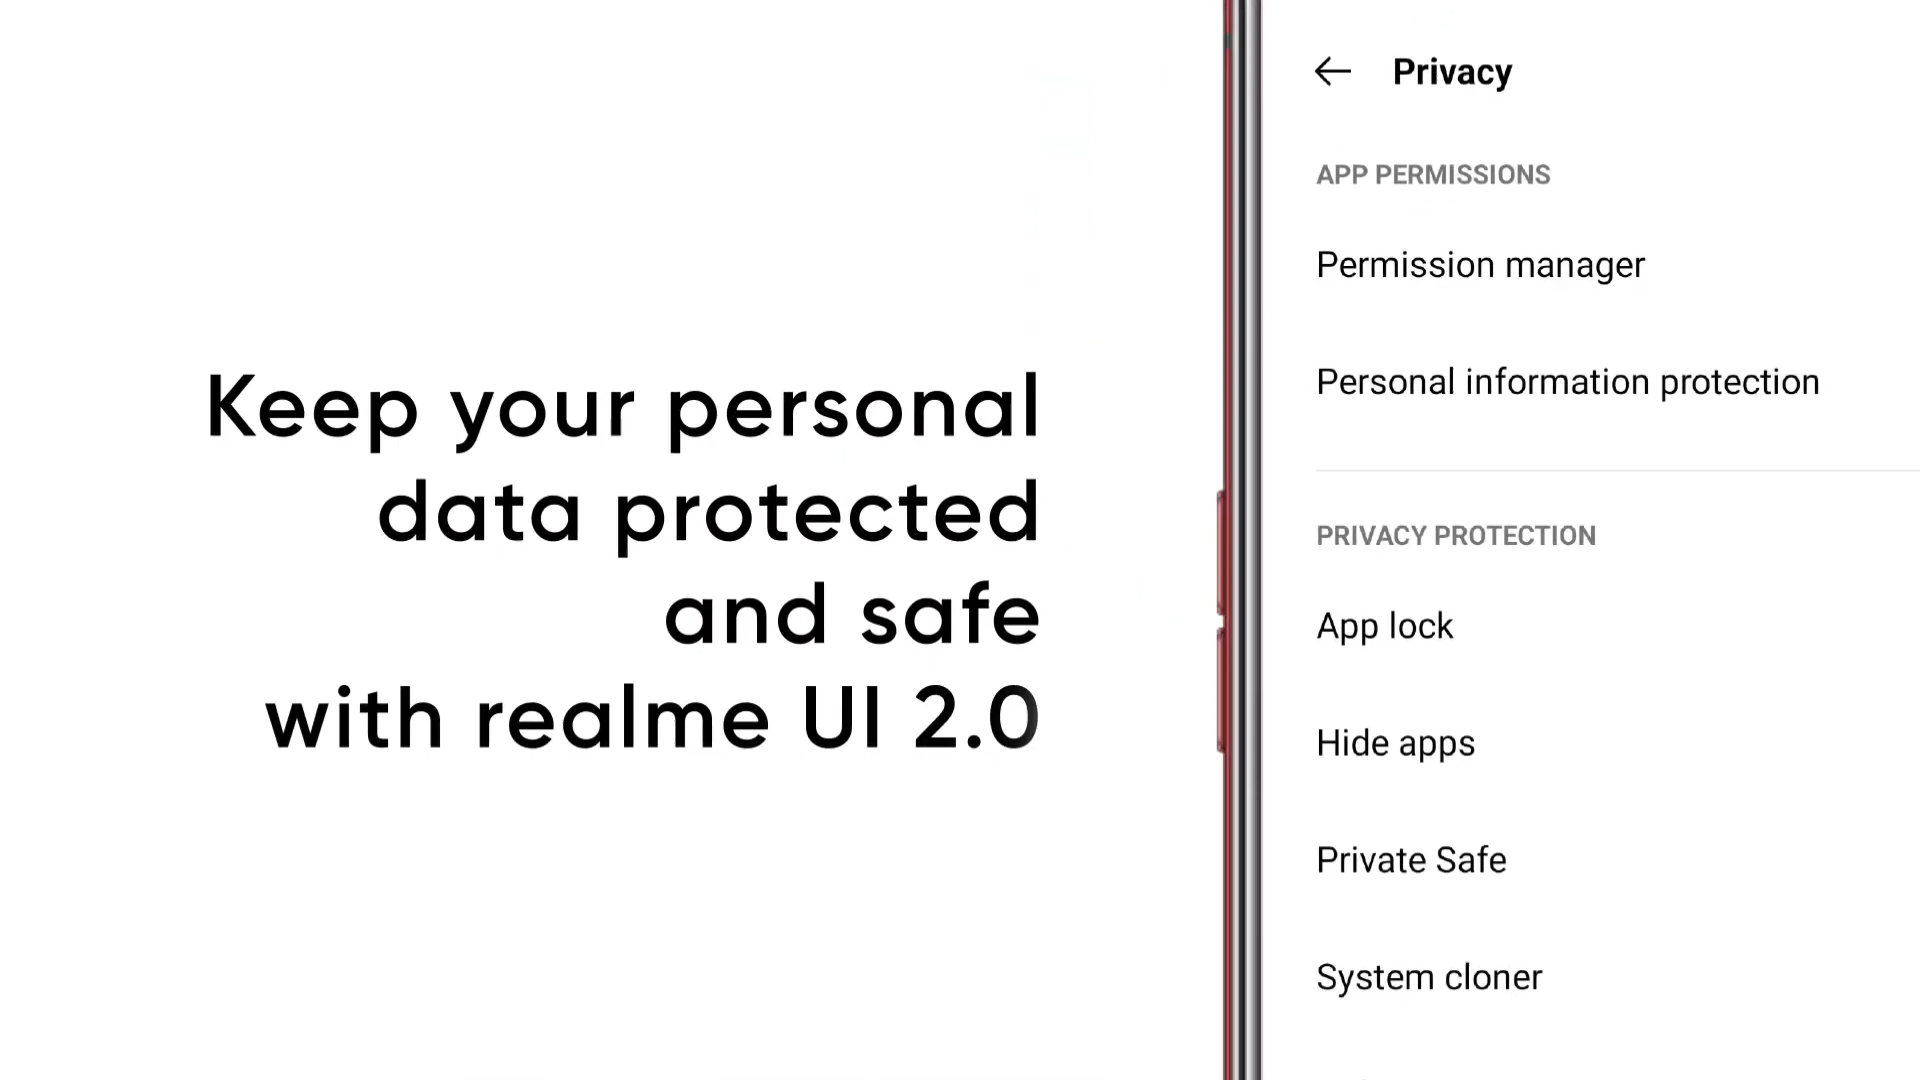 Keep your personal
data protected
and safe
with realme UI 2.0
Privacy
APP PERMISSIONS
Permission manager
Personal information protection
PRIVACY PROTECTION
App lock
Hide apps
Private Safe
System cloner